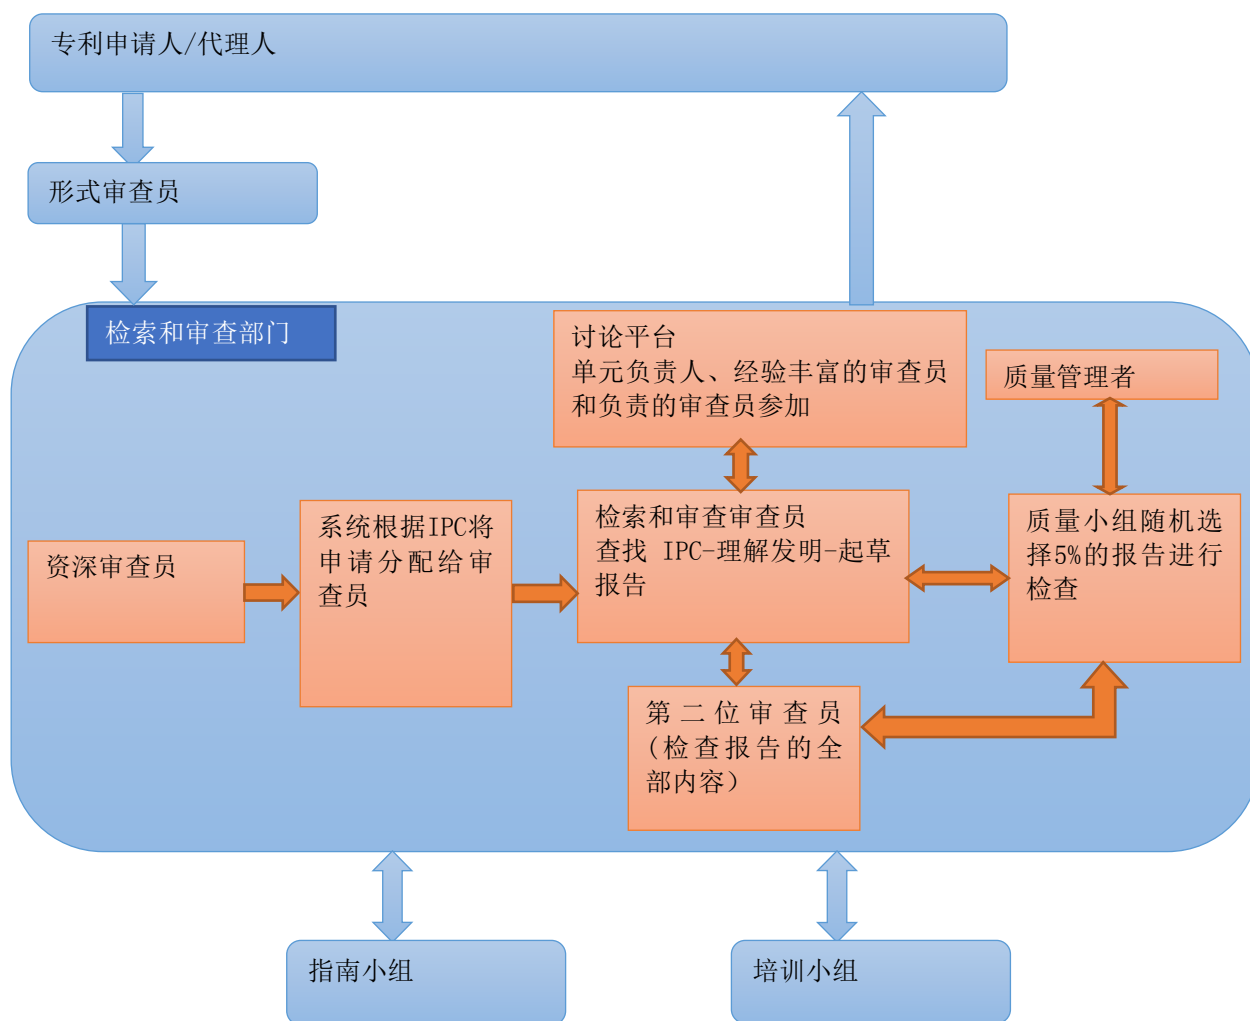 专利申请人/代理人
形式审查员
检索和审查部门
讨论平台
单元负责人、经验丰富的审查员
和负责的审查员参加
质量管理者
资深审查员
系统根据IPC将
申请分配给审
查员
检索和审查审查员
查找 IPC-理解发明-起草
报告
质量小组随机选
择5%的报告进行
检查
第二位审查员
(检查报告的全
部内容)
指南小组
培训小组